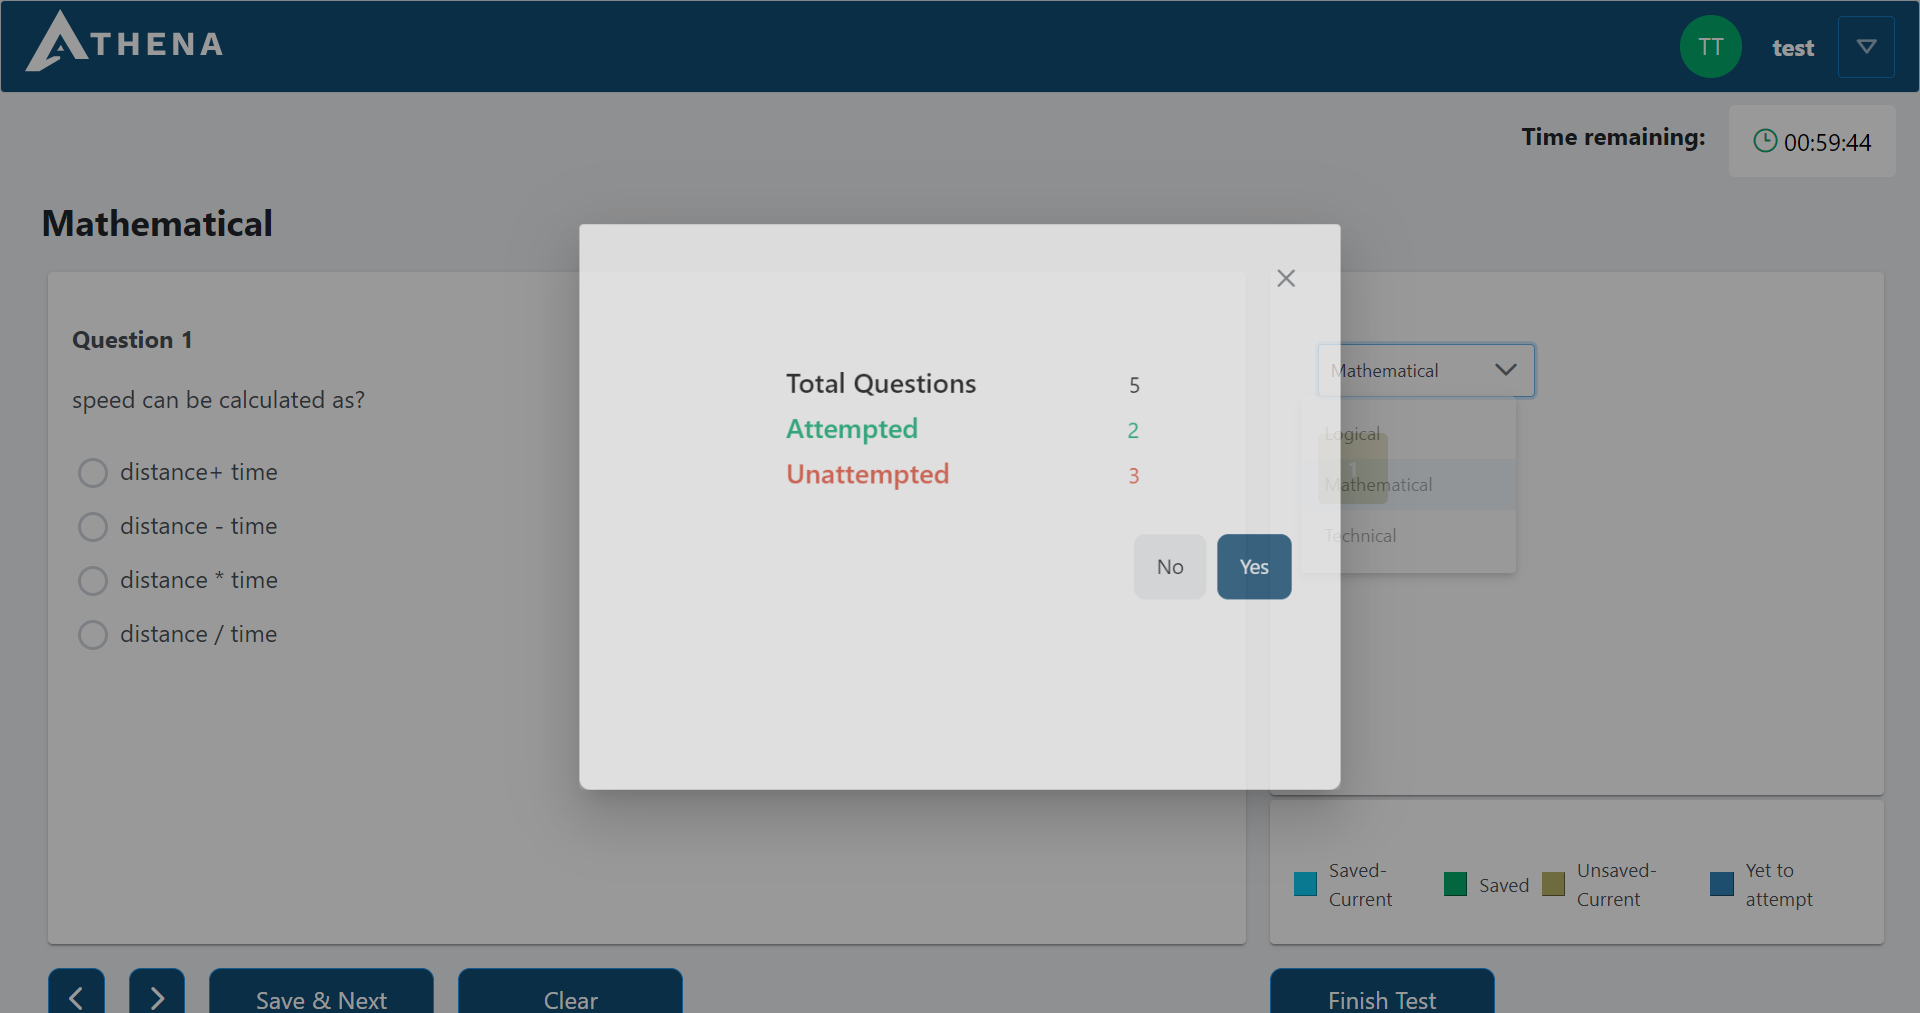 ATHENA
TT
test
Time remaining:
00:59:44
Mathematical
Question 1
speed can be calculated as?
distance+ time
distance - time
distance * time
distance / time
Total Questions 5
Attempted 2
Unattempted 3
No
Yes
Mathematical
Logical
1
Mathematical
Technical
Saved-
Current
Saved
Unsaved-
Current
Yet to
attempt
Save & Next
Clear
Finish Test